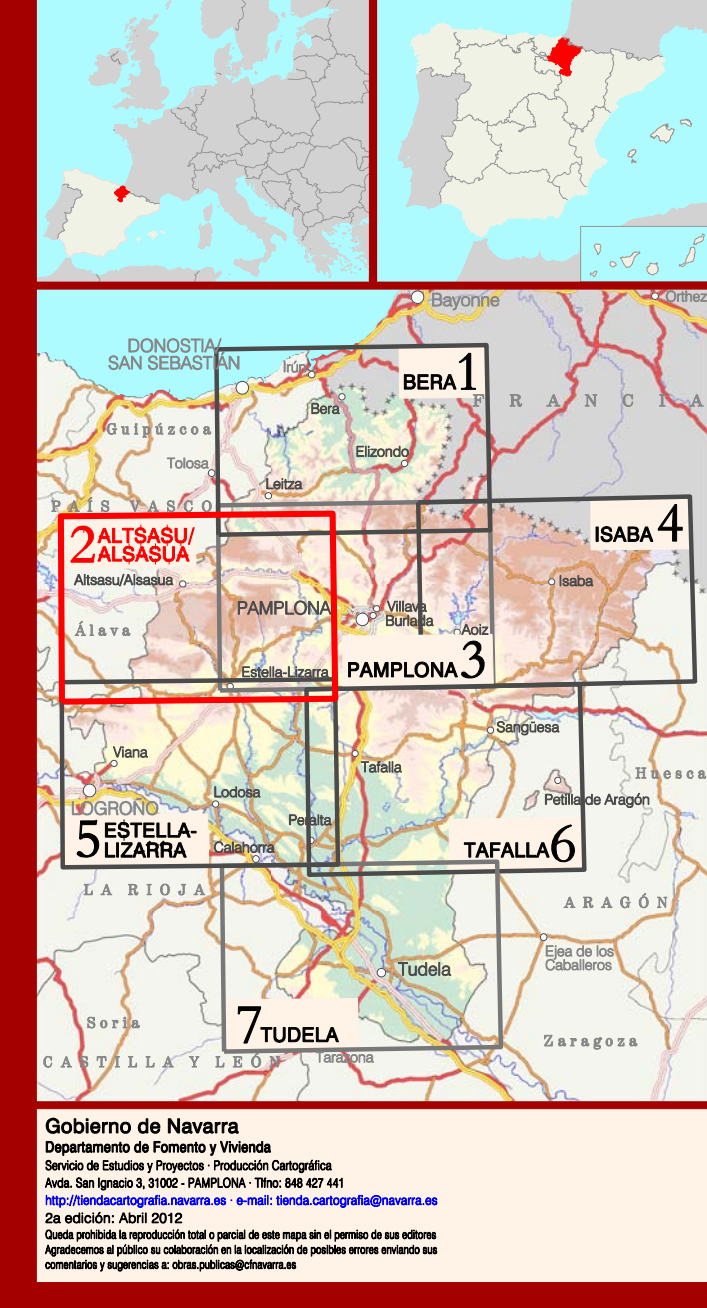 Bayonne
Orthez
DONOSTIA/
SAN SEBASTIÁN
Irún
BERA 1
Bera
F R A N C I A
Guipúzcoa
Elizondo
Tolosa
Leitza
PAÍS VASCO
2 ALTSASU/
ALSASUA
ISABA 4
Altsasu/Alsasua
Isaba
PAMPLONA
Villava
Burlada
Álava
Aoiz
Estella-Lizarra
PAMPLONA 3
Sangüesa
Viana
Tafalla
Huesca
Lodosa
Petilla de Aragón
LOGROÑO
Peralta
5 ESTELLA-
LIZARRA
Calahorra
TAFALLA 6
LA RIOJA
ARAGÓN
Ejea de los
Caballeros
Tudela
7 TUDELA
Soria
Zaragoza
CASTILLA Y LEÓN
Tarazona
Gobierno de Navarra
Departamento de Fomento y Vivienda
Servicio de Estudios y Proyectos · Producción Cartográfica
Avda. San Ignacio 3, 31002 - PAMPLONA · Tlfno: 848 427 441
http://tiendacartografia.navarra.es · e-mail: tienda.cartografia@navarra.es
2a edición: Abril 2012
Queda prohibida la reproducción total o parcial de este mapa sin el permiso de sus editores
Agradecemos al público su colaboración en la localización de posibles errores enviando sus
comentarios y sugerencias a: obras.publicas@cfnavarra.es